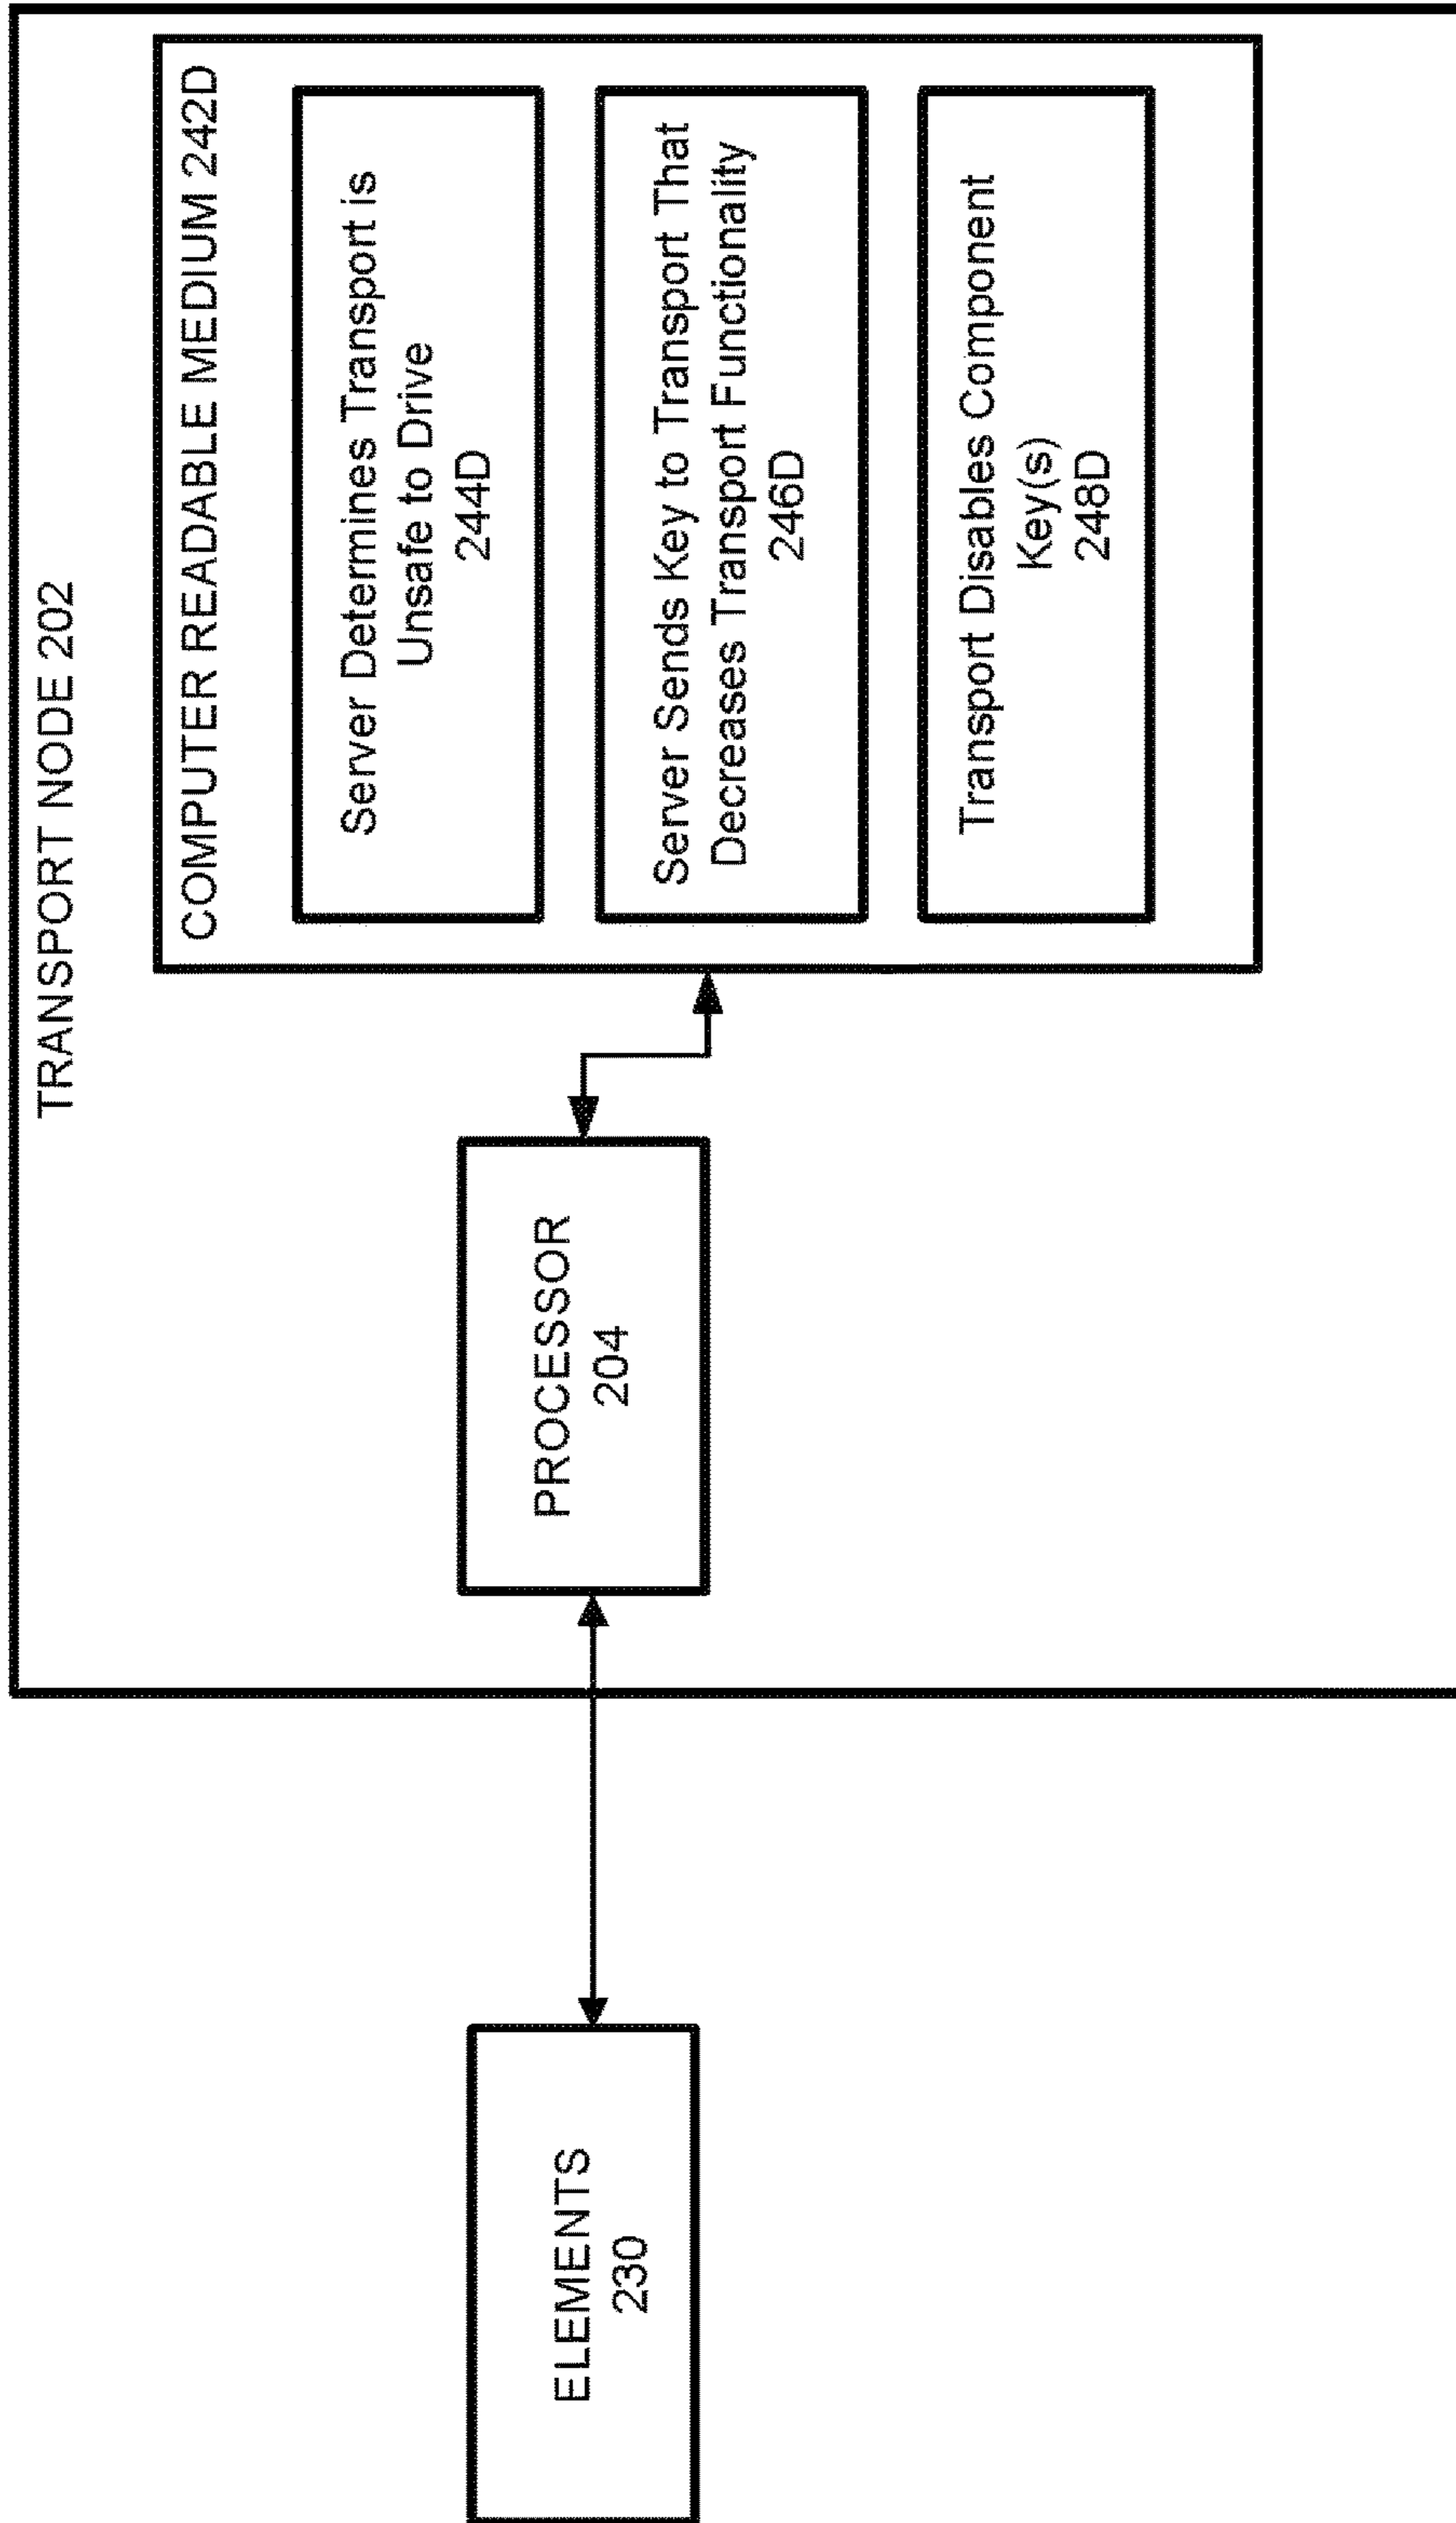 TRANSPORT NODE 202
COMPUTER READABLE MEDIUM 242D
Server Determines Transport is
Unsafe to Drive
244D
Server Sends Key to Transport That
Decreases Transport Functionality
246D
Transport Disables Component
Key(s)
248D
PROCESSOR
204
ELEMENTS
230